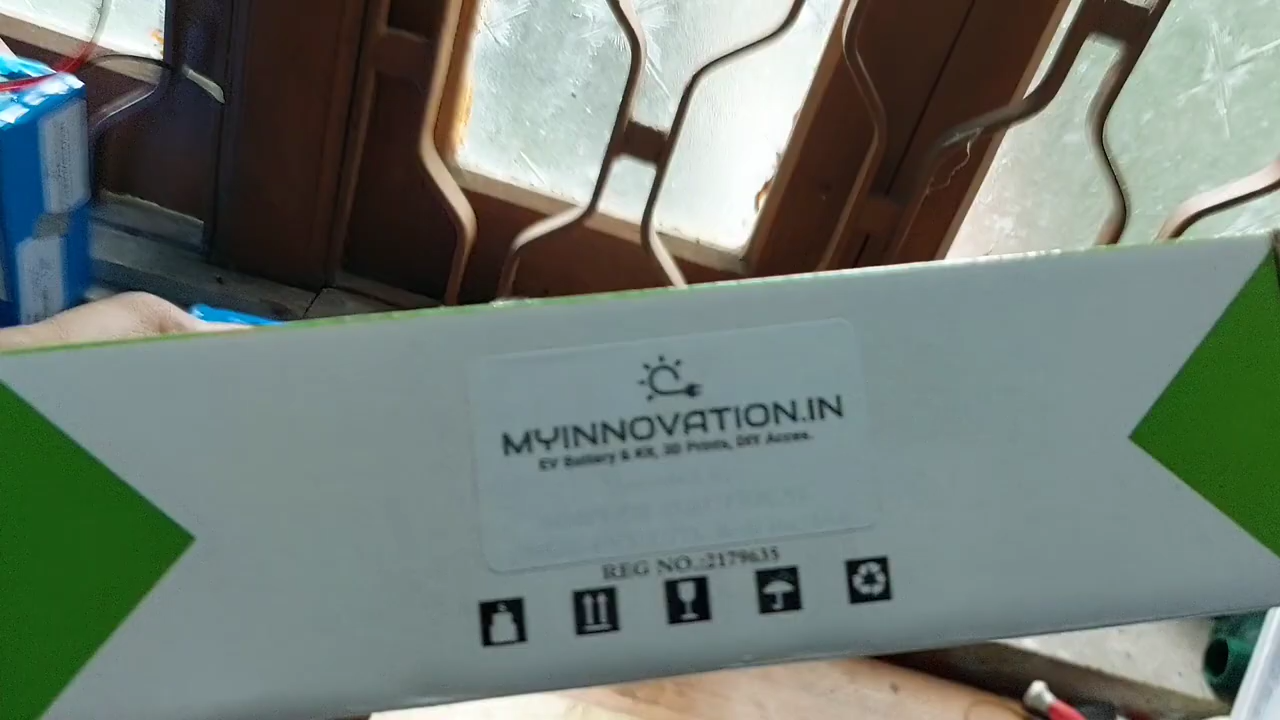 MYINNOVATION.IN
EV Battery & Kit, 3D Prints, DIY Acces.
REG NO.:2179635